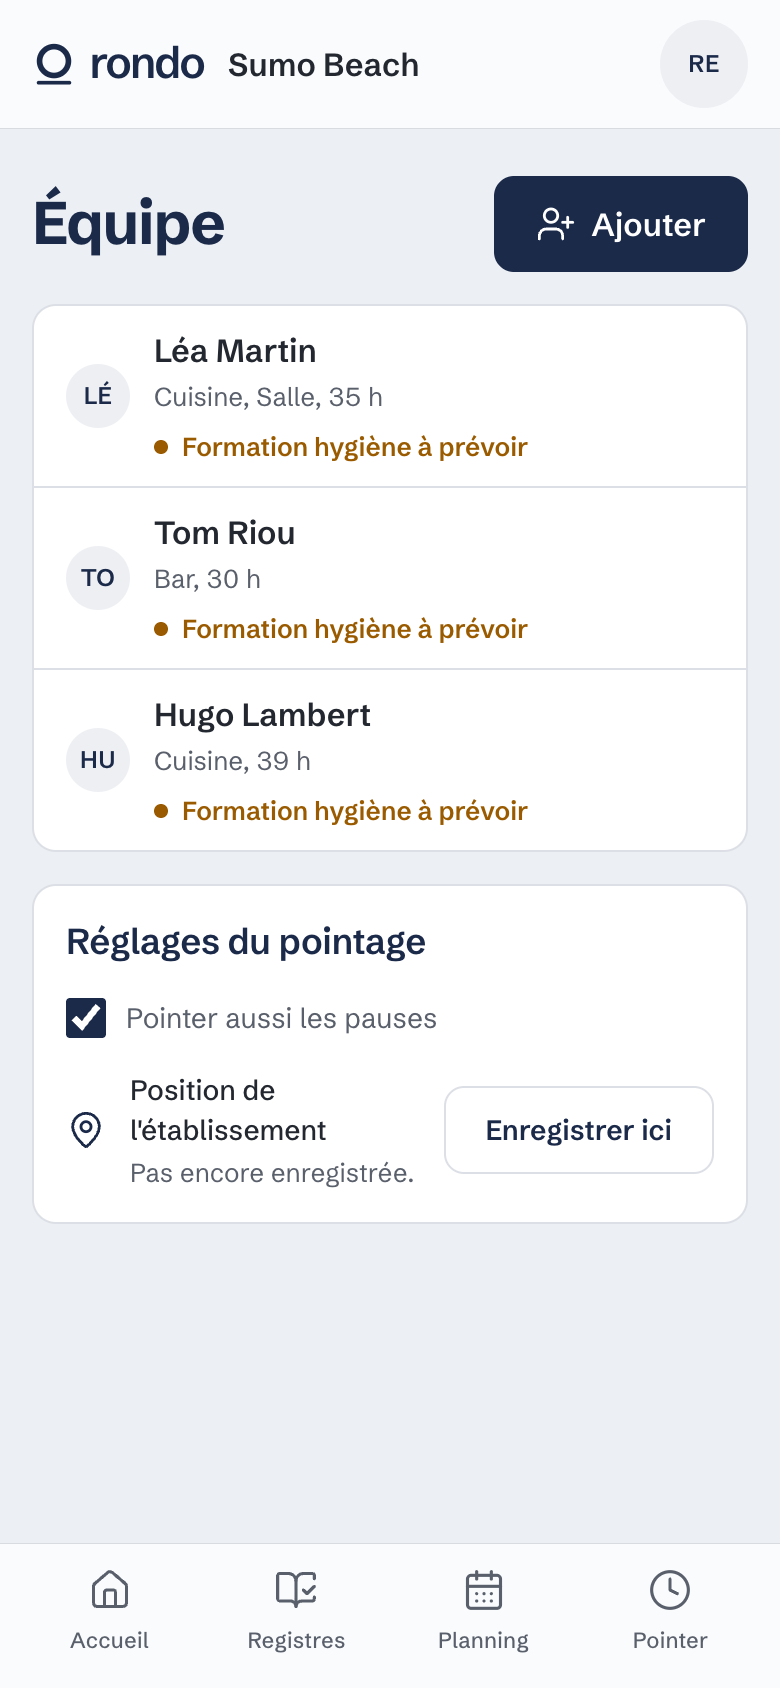 rondo Sumo Beach RE
Équipe
Ajouter
LÉ
Léa Martin
Cuisine, Salle, 35 h
Formation hygiène à prévoir
TO
Tom Riou
Bar, 30 h
Formation hygiène à prévoir
HU
Hugo Lambert
Cuisine, 39 h
Formation hygiène à prévoir
Réglages du pointage
Pointer aussi les pauses
Position de
l'établissement
Pas encore enregistrée.
Enregistrer ici
Accueil Registres Planning Pointer